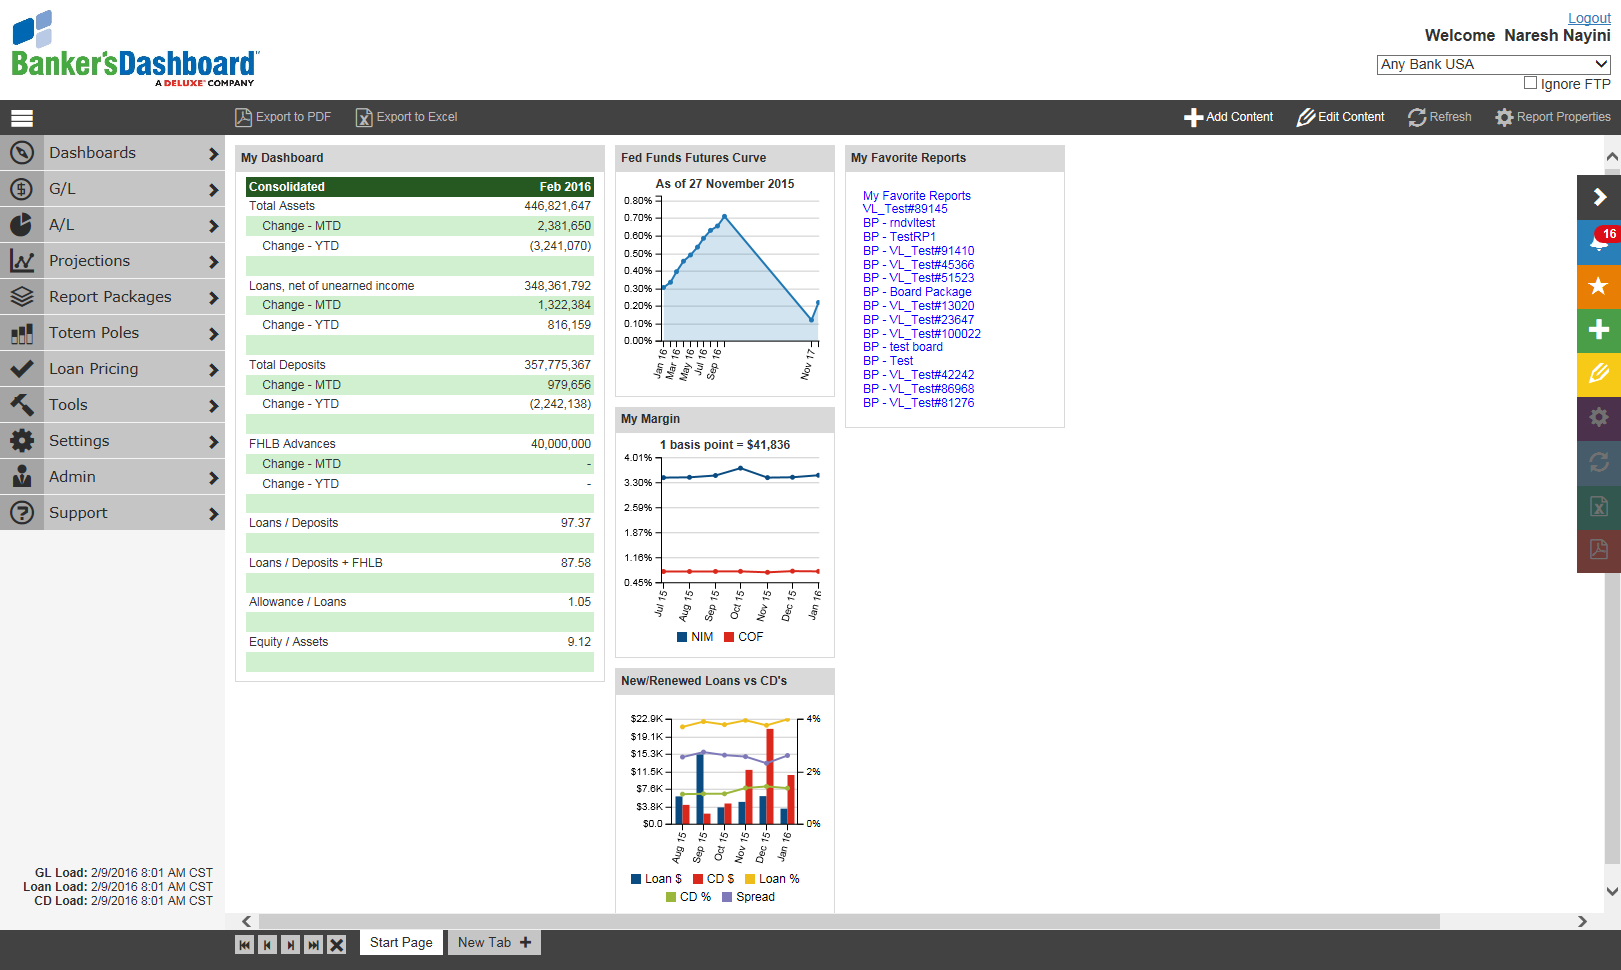 Banker'sDashboard
A DELUXE COMPANY
Logout
Welcome Naresh Nayini
Any Bank USA
Ignore FTP
Export to PDF
Export to Excel
Add Content
Edit Content
Refresh
Report Properties
Dashboards
G/L
A/L
Projections
Report Packages
Totem Poles
Loan Pricing
Tools
Settings
Admin
Support
GL Load: 2/9/2016 8:01 AM CST
Loan Load: 2/9/2016 8:01 AM CST
CD Load: 2/9/2016 8:01 AM CST
My Dashboard
Consolidated Feb 2016
Total Assets 446,821,647
Change - MTD 2,381,650
Change - YTD (3,241,070)
Loans, net of unearned income 348,361,792
Change - MTD 1,322,384
Change - YTD 816,159
Total Deposits 357,775,367
Change - MTD 979,656
Change - YTD (2,242,138)
FHLB Advances 40,000,000
Change - MTD -
Change - YTD -
Loans / Deposits 97.37
Loans / Deposits + FHLB 87.58
Allowance / Loans 1.05
Equity / Assets 9.12
Fed Funds Futures Curve
As of 27 November 2015
0.80%
0.70%
0.60%
0.50%
0.40%
0.30%
0.20%
0.10%
0.00%
Jan 16
Mar 16
May 16
Jul 16
Sep 16
Nov 17
My Margin
1 basis point = $41,836
4.01%
3.30%
2.59%
1.87%
1.16%
0.45%
Jul 15
Aug 15
Sep 15
Oct 15
Nov 15
Dec 15
Jan 16
NIM COF
New/Renewed Loans vs CD's
$22.9K
$19.1K
$15.3K
$11.5K
$7.6K
$3.8K
$0.0
4%
2%
0%
Aug 15
Sep 15
Oct 15
Nov 15
Dec 15
Jan 16
Loan $ CD $ Loan %
CD % Spread
My Favorite Reports
My Favorite Reports
VL_Test#89145
BP - rndvltest
BP - TestRP1
BP - VL_Test#91410
BP - VL_Test#45366
BP - VL_Test#51523
BP - Board Package
BP - VL_Test#13020
BP - VL_Test#23647
BP - VL_Test#100022
BP - test board
BP - Test
BP - VL_Test#42242
BP - VL_Test#86968
BP - VL_Test#81276
16
Start Page
New Tab